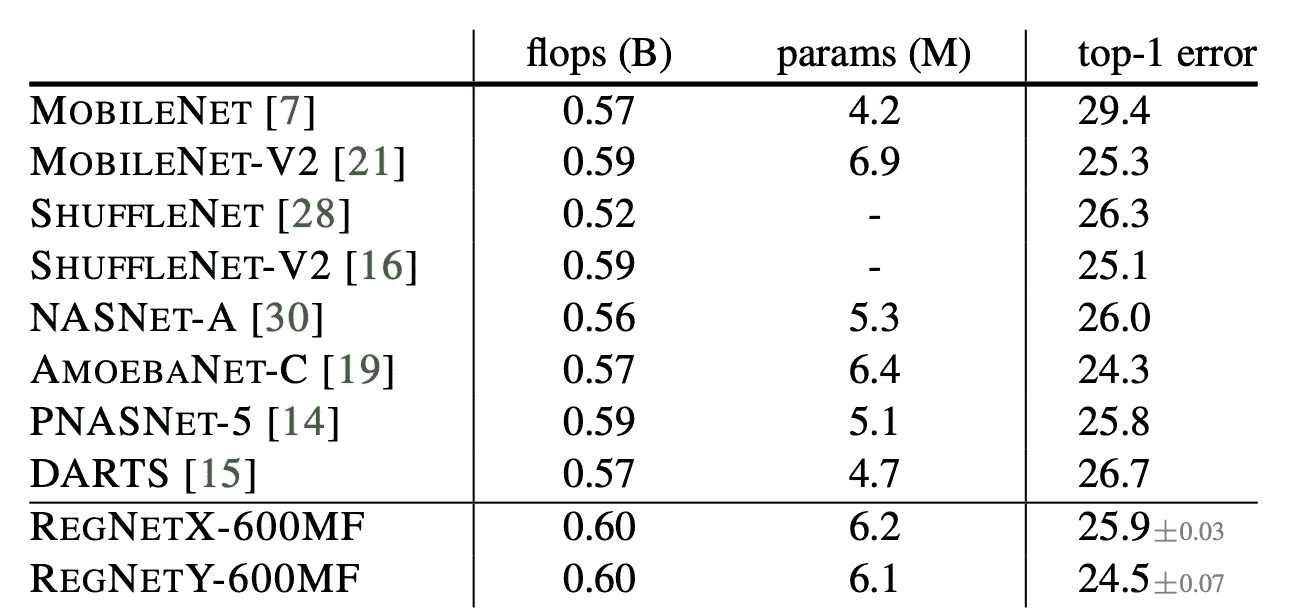 flops (B) params (M) top-1 error
MOBILENET [7] 0.57 4.2 29.4
MOBILENET-V2 [21] 0.59 6.9 25.3
SHUFFLENET [28] 0.52 - 26.3
SHUFFLENET-V2 [16] 0.59 - 25.1
NASNET-A [30] 0.56 5.3 26.0
AMOEBANET-C [19] 0.57 6.4 24.3
PNASNET-5 [14] 0.59 5.1 25.8
DARTS [15] 0.57 4.7 26.7
REGNETX-600MF 0.60 6.2 25.9±0.03
REGNETY-600MF 0.60 6.1 24.5±0.07